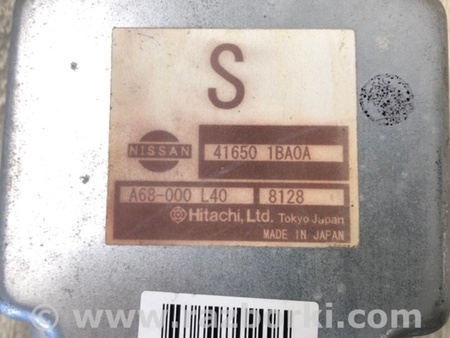 S
NISSAN 41650 1BA0A
A68-000 L40 8128
Hitachi, Ltd. Tokyo Japan
MADE IN JAPAN
www.razborki.com